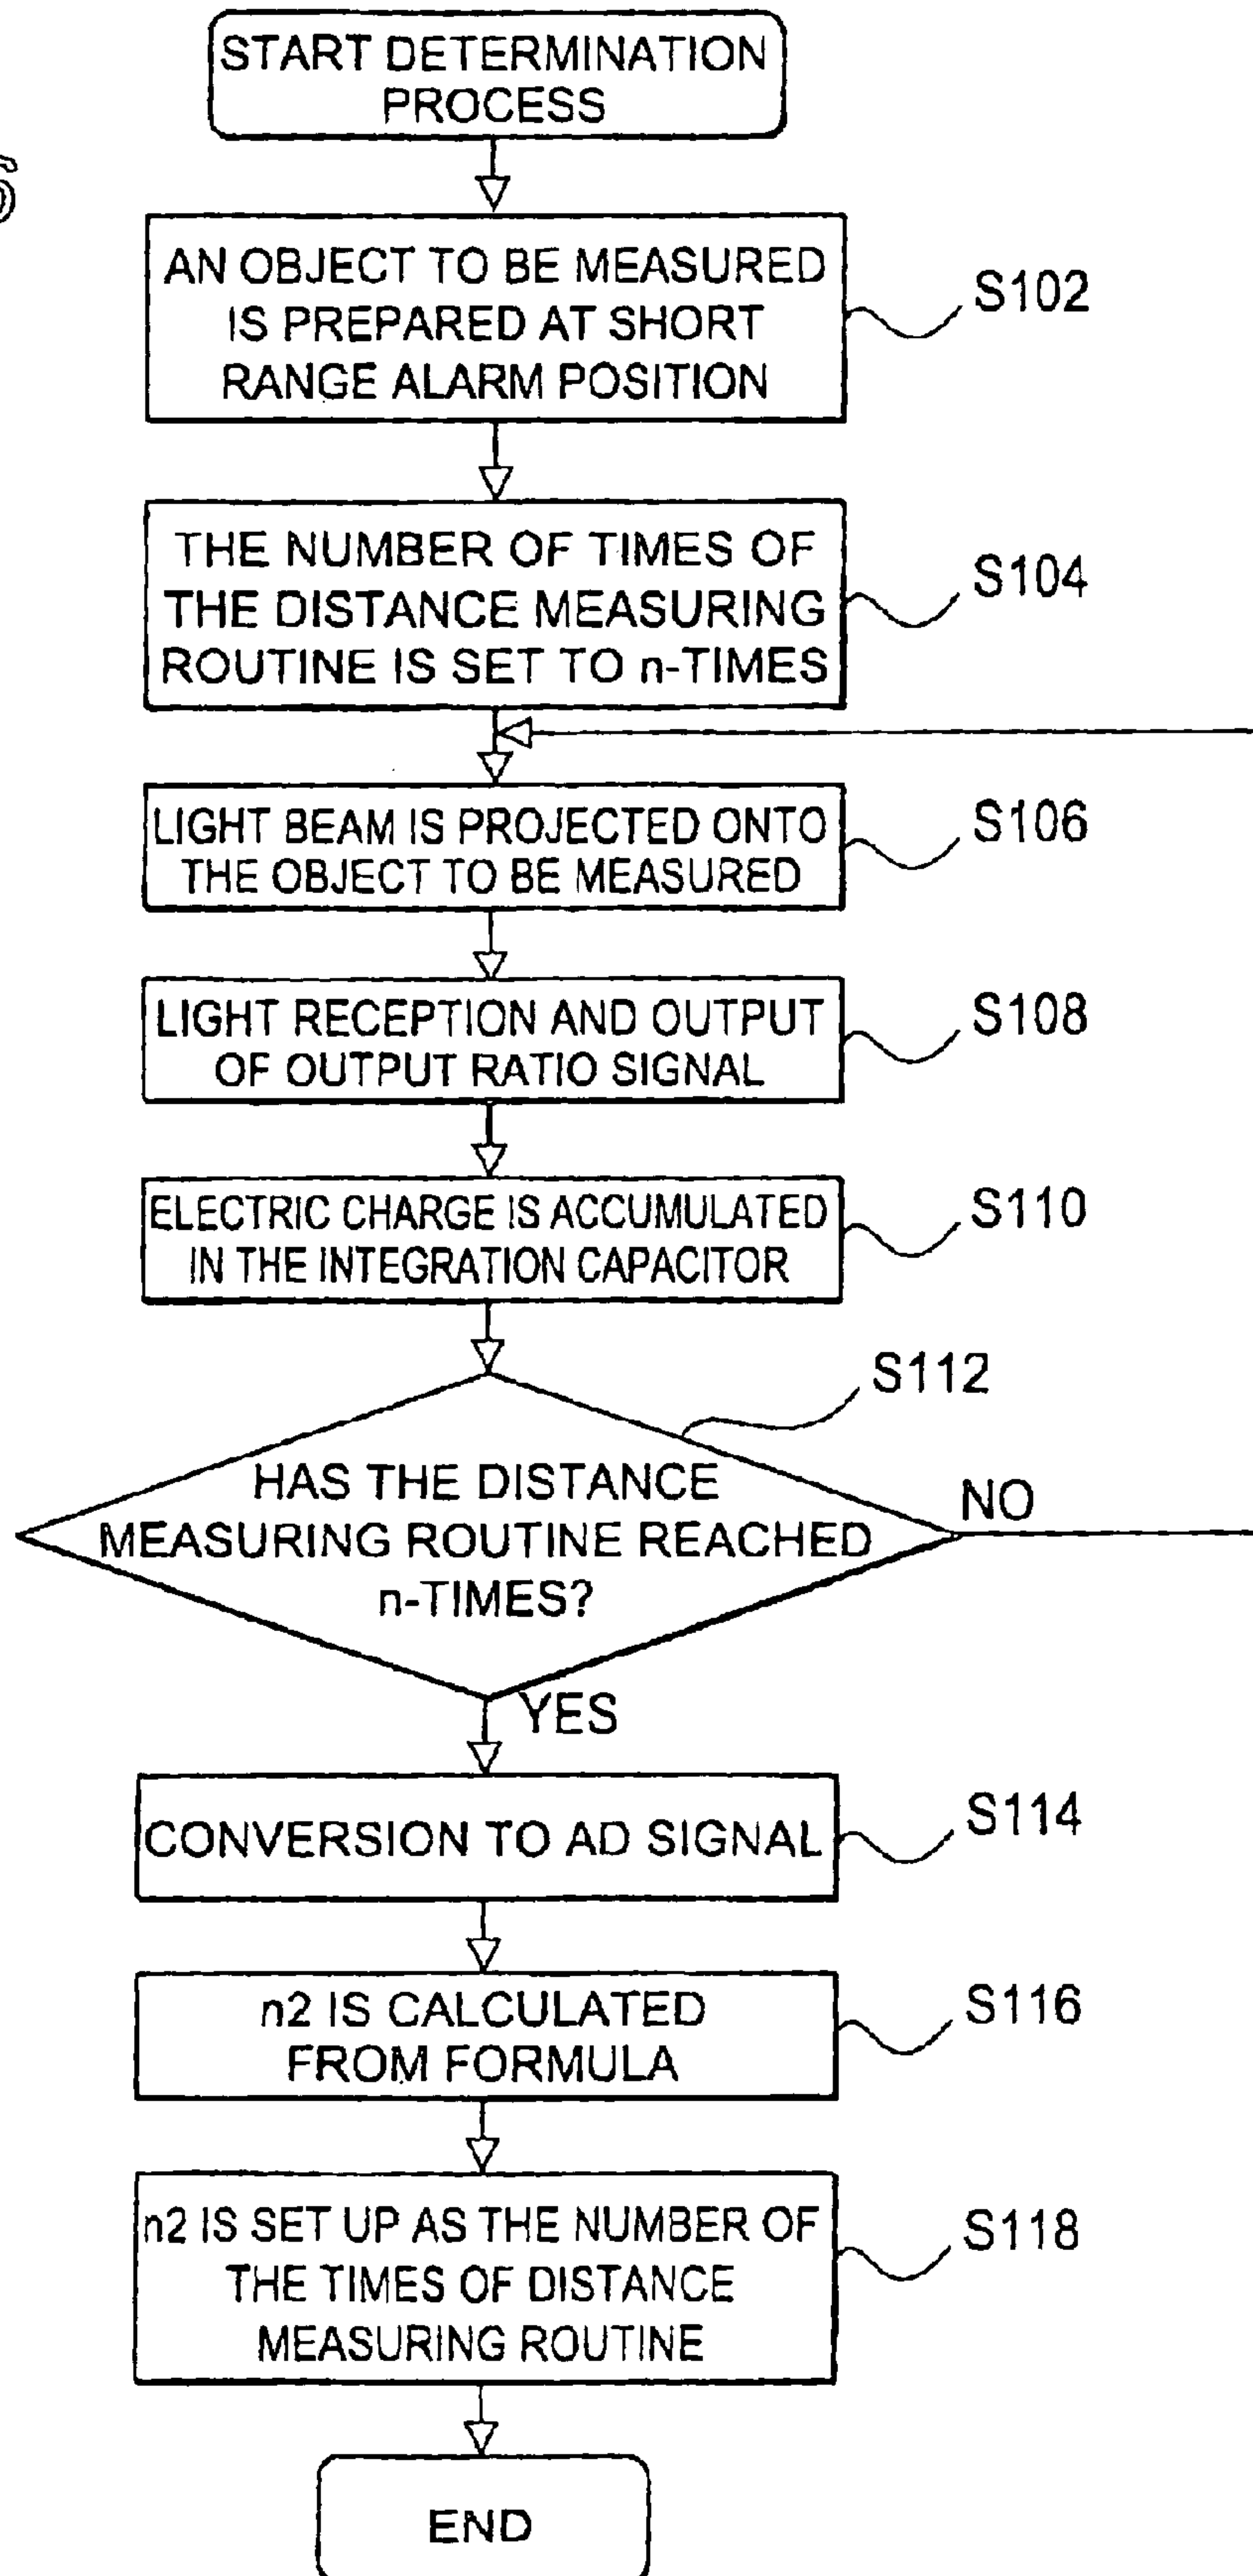 START DETERMINATION
PROCESS
AN OBJECT TO BE MEASURED
IS PREPARED AT SHORT
RANGE ALARM POSITION
S102
THE NUMBER OF TIMES OF
THE DISTANCE MEASURING
ROUTINE IS SET TO n-TIMES
S104
LIGHT BEAM IS PROJECTED ONTO
THE OBJECT TO BE MEASURED
S106
LIGHT RECEPTION AND OUTPUT
OF OUTPUT RATIO SIGNAL
S108
ELECTRIC CHARGE IS ACCUMULATED
IN THE INTEGRATION CAPACITOR
S110
S112
HAS THE DISTANCE
MEASURING ROUTINE REACHED
n-TIMES?
NO
YES
CONVERSION TO AD SIGNAL
S114
n2 IS CALCULATED
FROM FORMULA
S116
n2 IS SET UP AS THE NUMBER OF
THE TIMES OF DISTANCE
MEASURING ROUTINE
S118
END